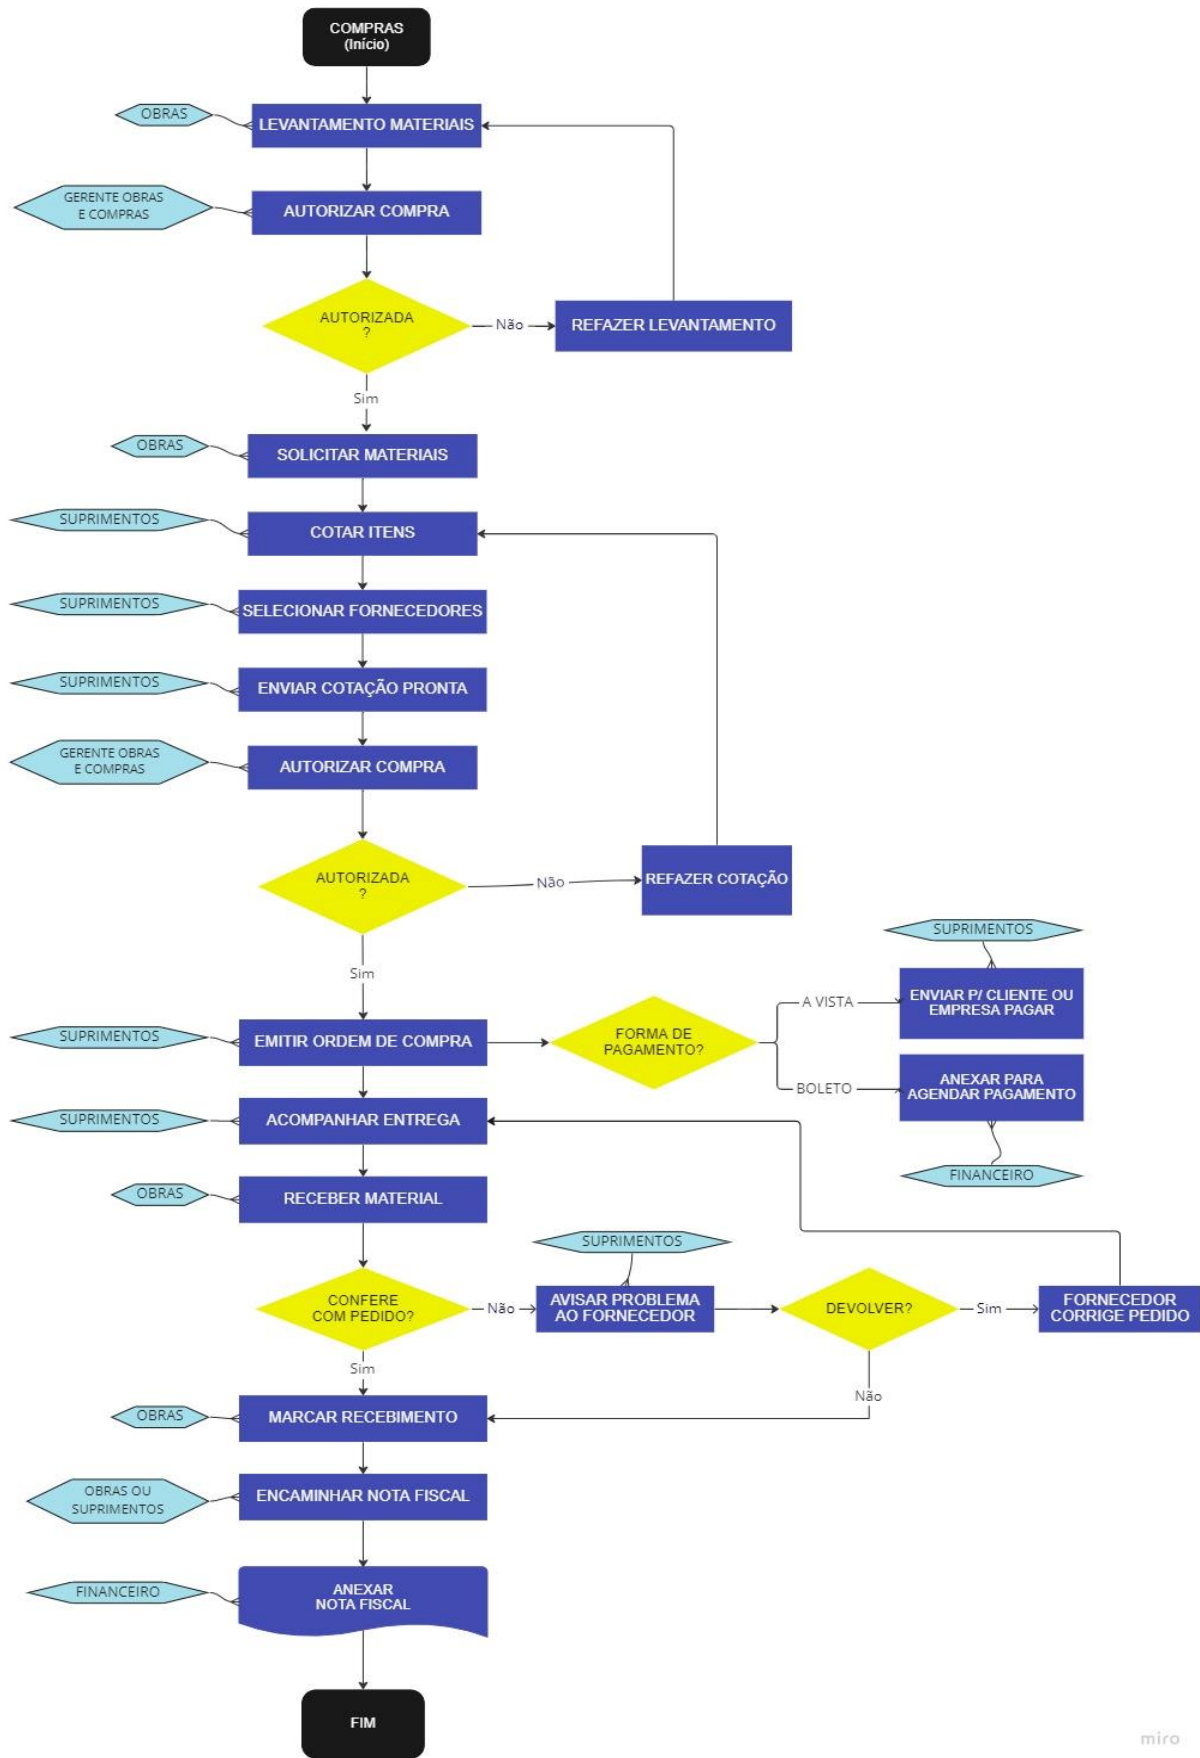 COMPRAS
(Início)
OBRAS
LEVANTAMENTO MATERIAIS
GERENTE OBRAS
E COMPRAS
AUTORIZAR COMPRA
AUTORIZADA
?
Não
REFAZER LEVANTAMENTO
Sim
OBRAS
SOLICITAR MATERIAIS
SUPRIMENTOS
COTAR ITENS
SUPRIMENTOS
SELECIONAR FORNECEDORES
SUPRIMENTOS
ENVIAR COTAÇÃO PRONTA
GERENTE OBRAS
E COMPRAS
AUTORIZAR COMPRA
AUTORIZADA
?
Não
REFAZER COTAÇÃO
Sim
SUPRIMENTOS
EMITIR ORDEM DE COMPRA
FORMA DE
PAGAMENTO?
A VISTA
SUPRIMENTOS
ENVIAR P/ CLIENTE OU
EMPRESA PAGAR
BOLETO
ANEXAR PARA
AGENDAR PAGAMENTO
FINANCEIRO
SUPRIMENTOS
ACOMPANHAR ENTREGA
OBRAS
RECEBER MATERIAL
CONFERE
COM PEDIDO?
Não
SUPRIMENTOS
AVISAR PROBLEMA
AO FORNECEDOR
DEVOLVER?
Sim
FORNECEDOR
CORRIGE PEDIDO
Sim
Não
OBRAS
MARCAR RECEBIMENTO
OBRAS OU
SUPRIMENTOS
ENCAMINHAR NOTA FISCAL
FINANCEIRO
ANEXAR
NOTA FISCAL
FIM
miro